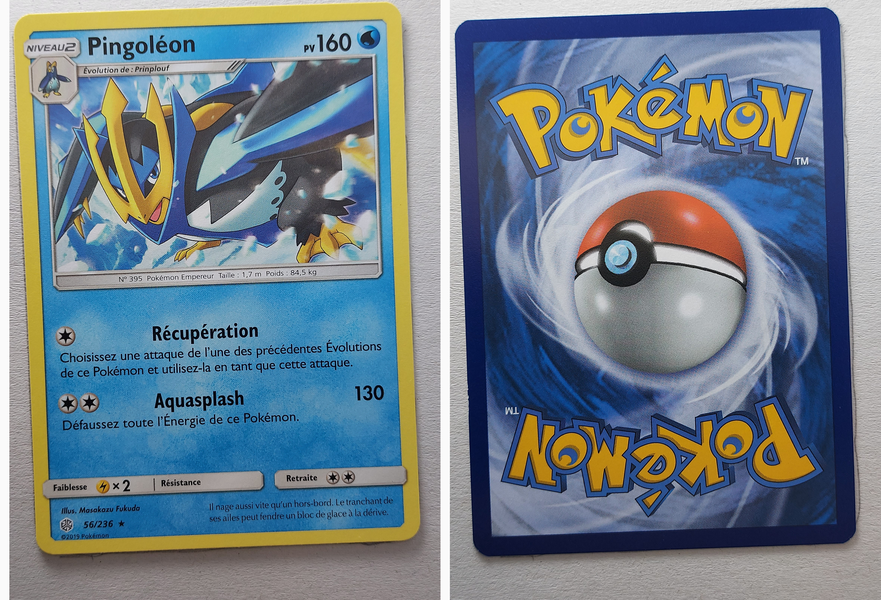 NIVEAU 2
Pingoléon
PV 160
Évolution de : Prinplouf
N° 395 Pokémon Empereur Taille : 1,7 m Poids : 84,5 kg
Récupération
Choisissez une attaque de l'une des précédentes Évolutions
de ce Pokémon et utilisez-la en tant que cette attaque.
Aquasplash 130
Défaussez toute l'Énergie de ce Pokémon.
Faiblesse ×2 Résistance Retraite
Illus. Masakazu Fukuda
56/236 ★
©2019 Pokémon
Il nage aussi vite qu'un hors-bord. Le tranchant de
ses ailes peut fendre un bloc de glace à la dérive.
POKéMON
TM
TM
POKéMON